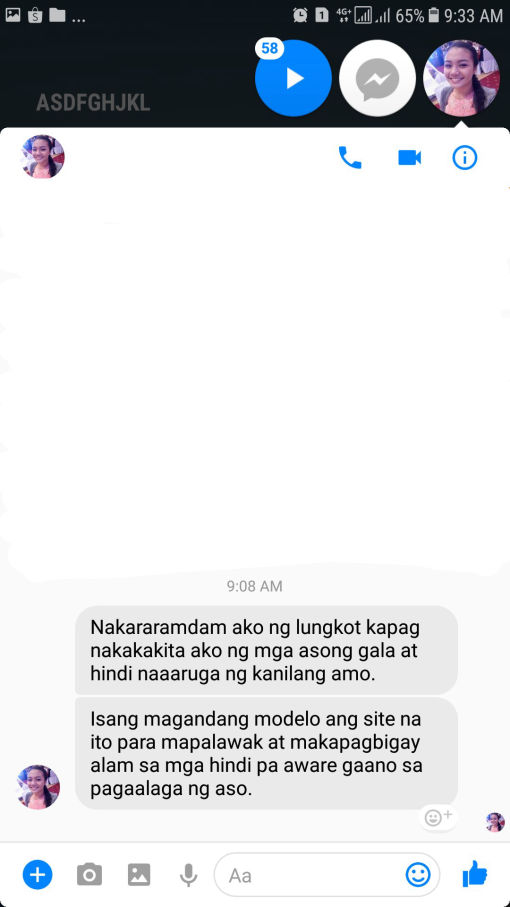 65% 9:33 AM
58
ASDFGHJKL
9:08 AM
Nakararamdam ako ng lungkot kapag
nakakakita ako ng mga asong gala at
hindi naaaruga ng kanilang amo.
Isang magandang modelo ang site na
ito para mapalawak at makapagbigay
alam sa mga hindi pa aware gaano sa
pagaalaga ng aso.
Aa